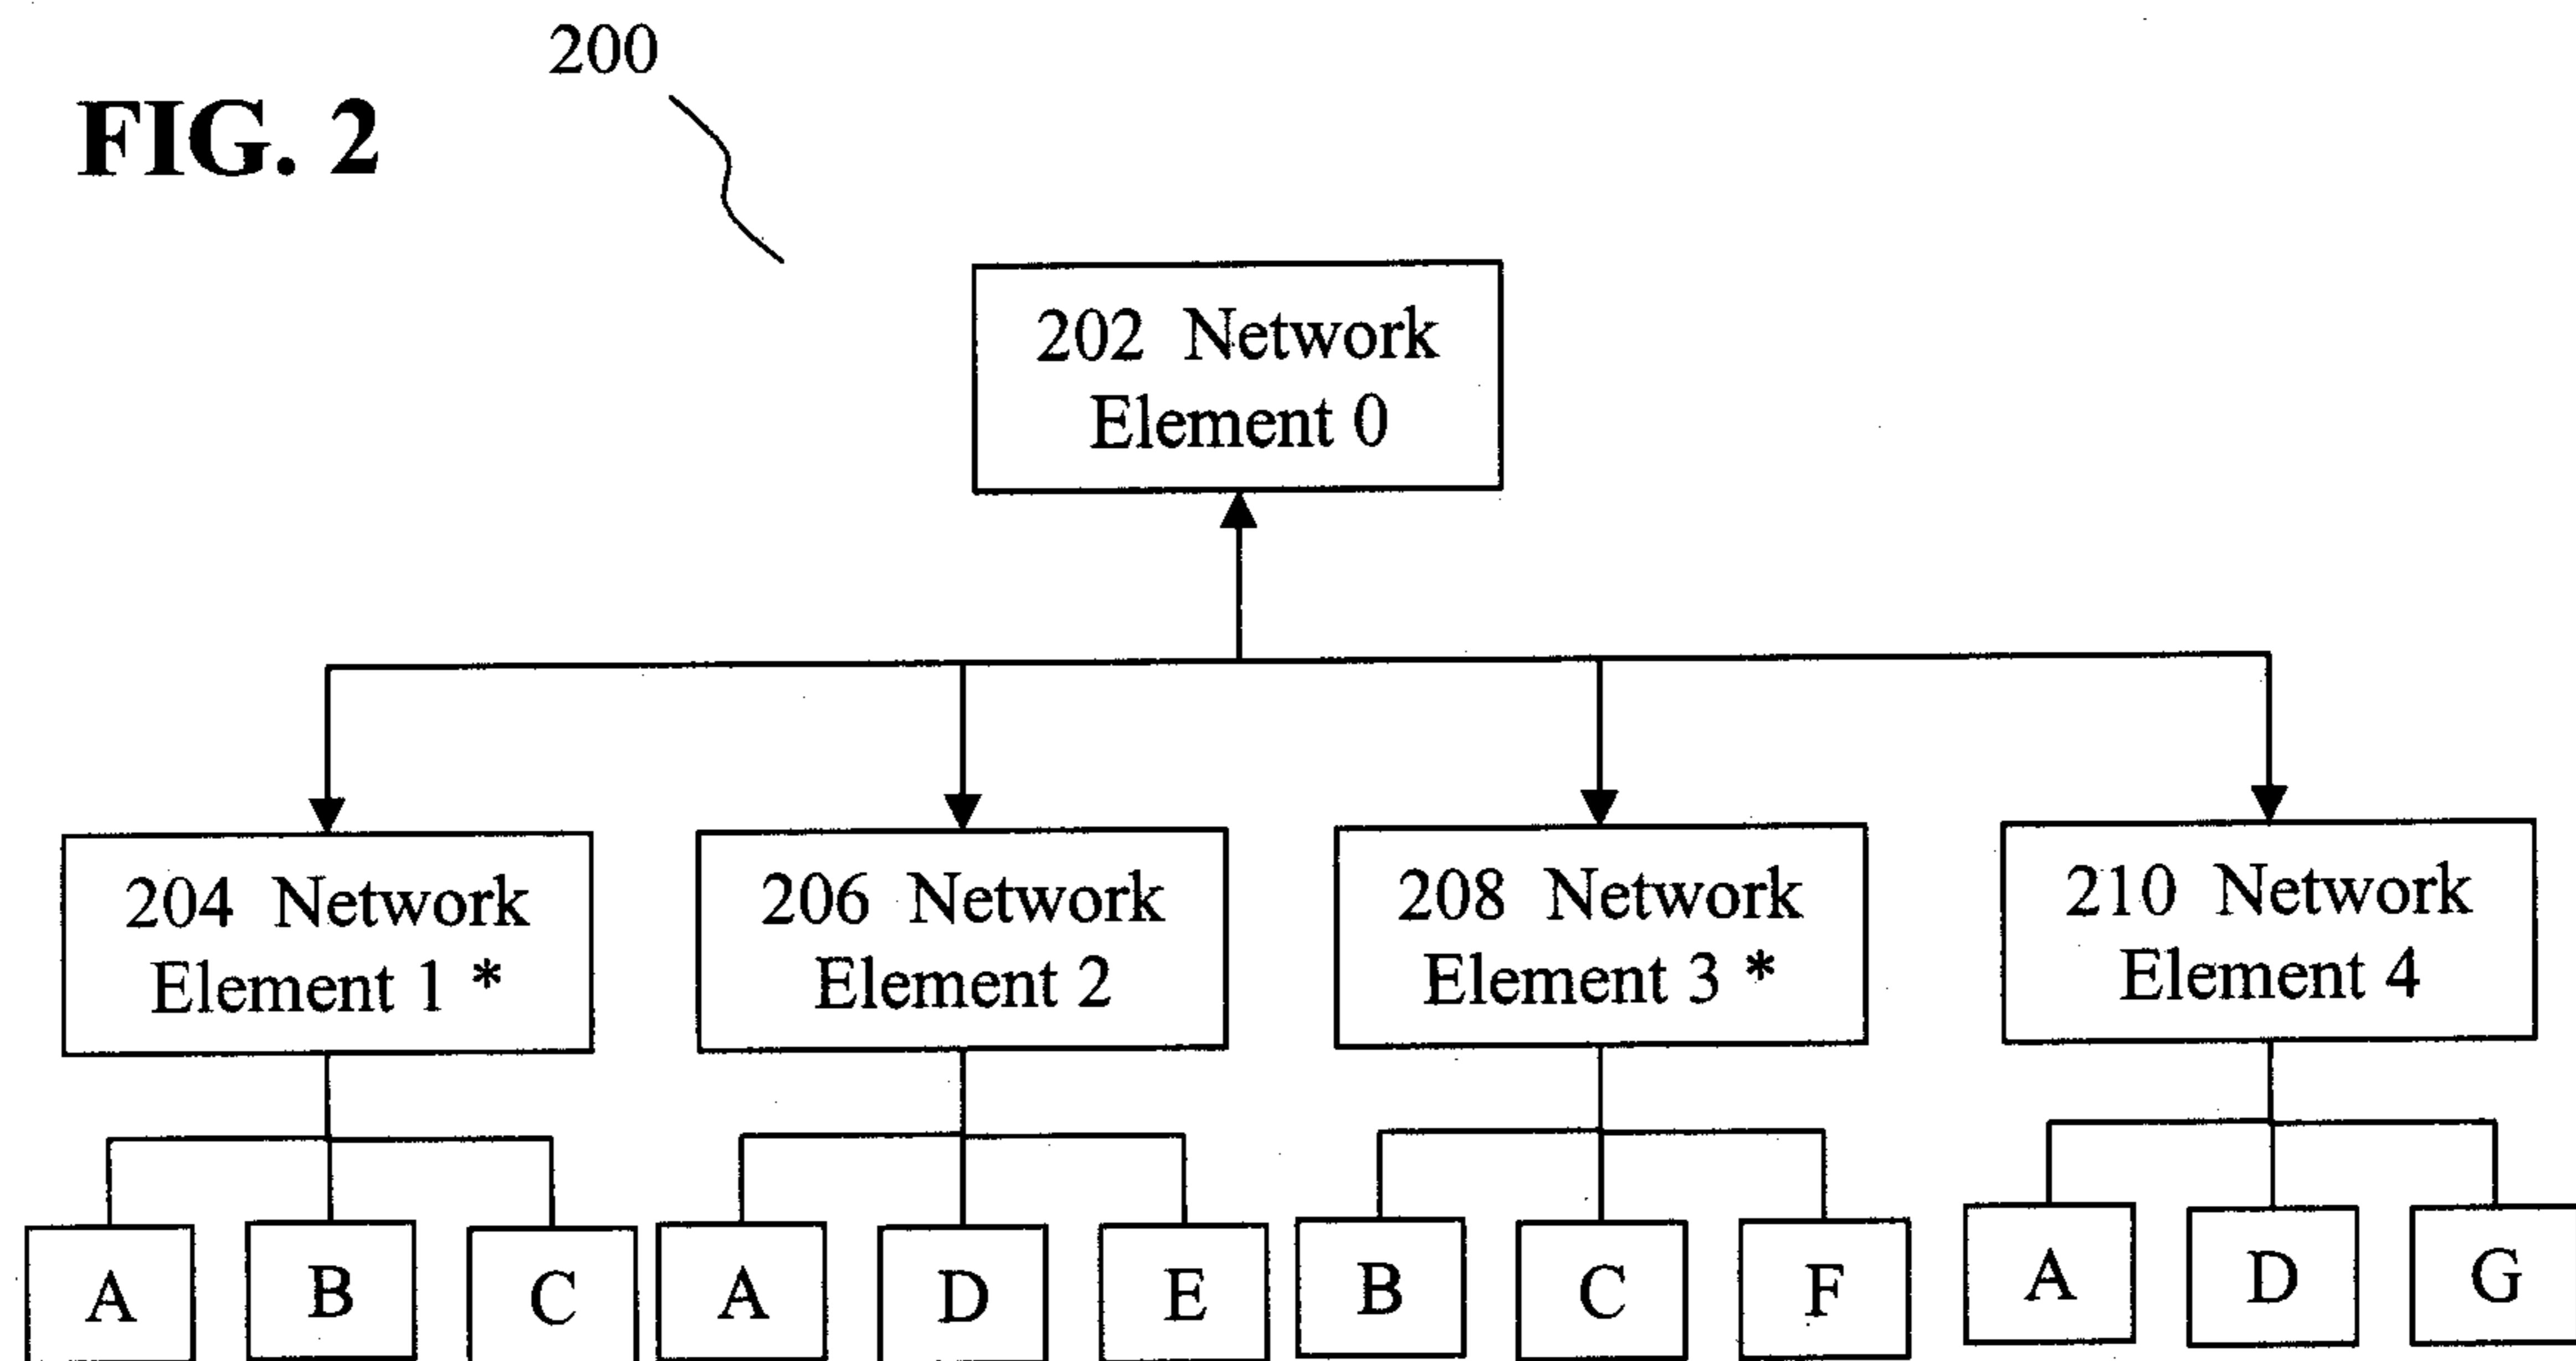 200
FIG. 2
202 Network
Element 0
204 Network
Element 1 *
206 Network
Element 2
208 Network
Element 3 *
210 Network
Element 4
A
B
C
A
D
E
B
C
F
A
D
G